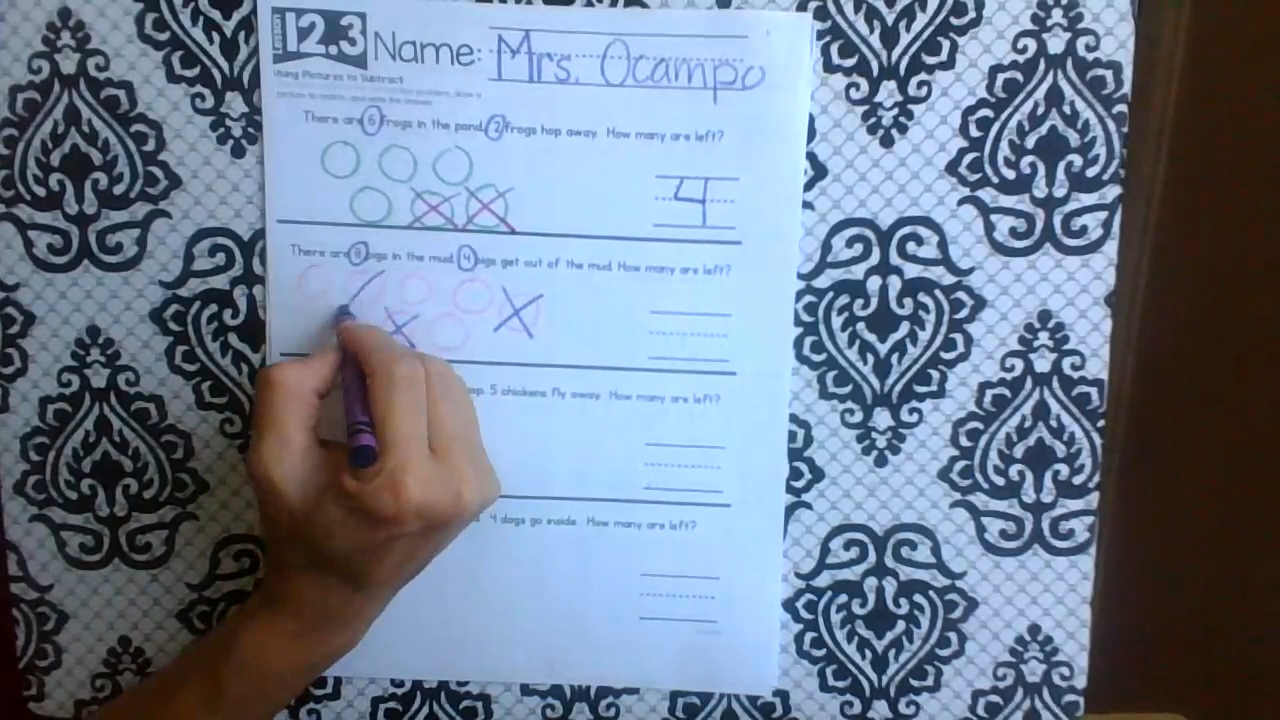 Lesson 12.3 Name: Mrs. Ocampo
Using Pictures to Subtract
There are 6 frogs in the pond. 2 frogs hop away. How many are left?
4
There are 8 pigs in the mud. 4 pigs get out of the mud. How many are left?
5 chickens fly away. How many are left?
4 dogs go inside. How many are left?